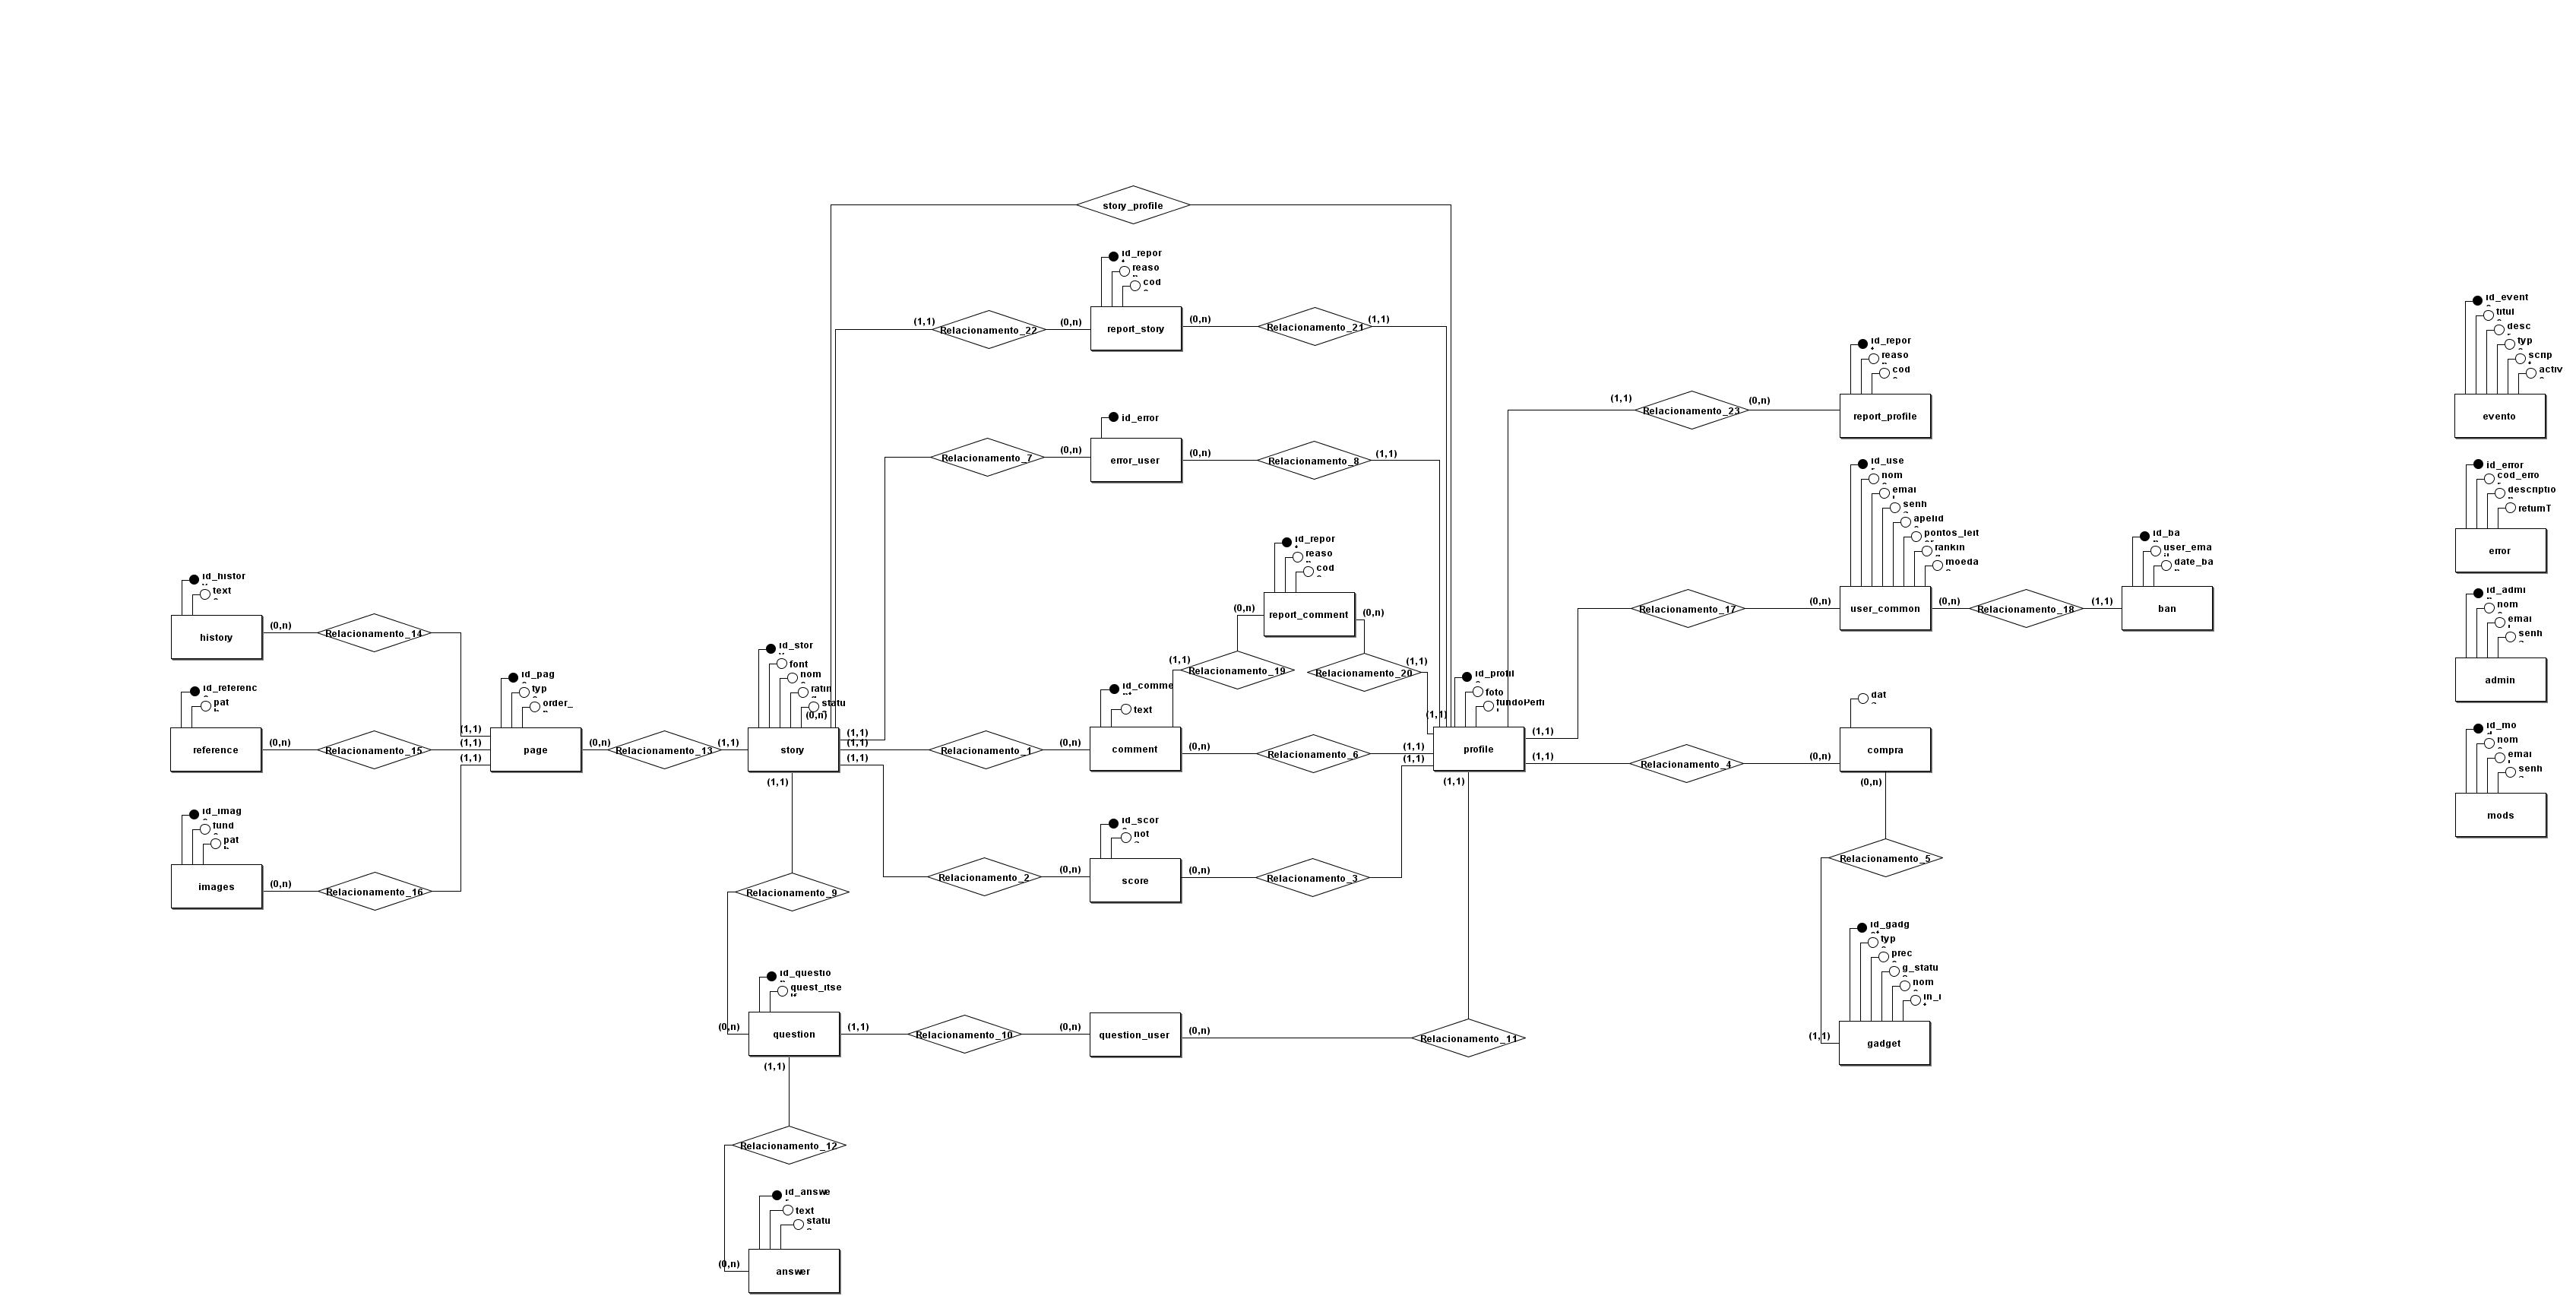 story_profile
id_repor
reaso
cod
(1,1)
Relacionamento_22
(0,n)
report_story
(0,n)
Relacionamento_21
(1,1)
id_event
titul
desc
typ
scrip
activ
evento
id_repor
reaso
cod
(1,1)
Relacionamento_23
(0,n)
report_profile
id_error
Relacionamento_7
(0,n)
error_user
(0,n)
Relacionamento_8
(1,1)
id_error
cod_erro
descriptio
returnT
error
id_use
nom
emai
senh
apelid
pontos_leit
rankin
moeda
(1,1)
Relacionamento_17
(0,n)
user_common
(0,n)
Relacionamento_18
(1,1)
id_ba
user_ema
date_ba
ban
id_repor
reaso
cod
(0,n)
report_comment
(0,n)
(1,1)
Relacionamento_19
Relacionamento_20
(1,1)
id_histor
text
history
(0,n)
Relacionamento_14
(1,1)
id_admi
nom
emai
senh
admin
id_referenc
pat
reference
(0,n)
Relacionamento_15
(1,1)
id_pag
typ
order_
page
(0,n)
Relacionamento_13
(1,1)
id_stor
font
nom
ratin
statu
(0,n)
story
(1,1)
(1,1)
(1,1)
(1,1)
Relacionamento_1
(0,n)
id_comme
text
comment
(0,n)
Relacionamento_6
(1,1)
id_profil
foto
fundoPerfi
(1,1)
profile
(1,1)
Relacionamento_4
(0,n)
dat
compra
(0,n)
id_mo
nom
emai
senh
mods
id_imag
fund
pat
images
(0,n)
Relacionamento_16
(1,1)
Relacionamento_2
(0,n)
id_scor
not
score
(0,n)
Relacionamento_3
(1,1)
(1,1)
Relacionamento_5
Relacionamento_9
id_gadg
typ
prec
g_statu
nom
in_i
(1,1)
gadget
id_questio
quest_itse
(0,n)
question
(1,1)
Relacionamento_10
(0,n)
question_user
(0,n)
Relacionamento_11
(1,1)
Relacionamento_12
id_answe
text
statu
(0,n)
answer